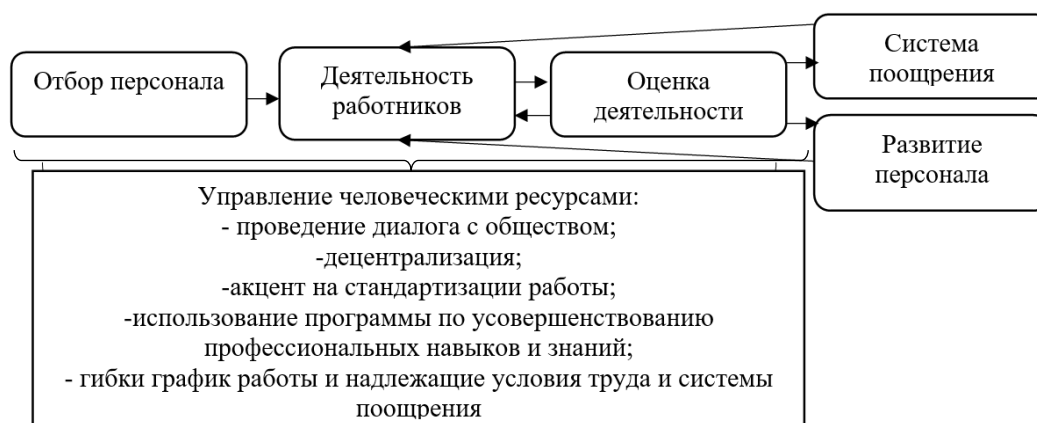 Отбор персонала
Деятельность
работников
Оценка
деятельности
Система
поощрения
Развитие
персонала
Управление человеческими ресурсами:
- проведение диалога с обществом;
-децентрализация;
-акцент на стандартизации работы;
-использование программы по усовершенствованию
профессиональных навыков и знаний;
- гибки график работы и надлежащие условия труда и системы
поощрения